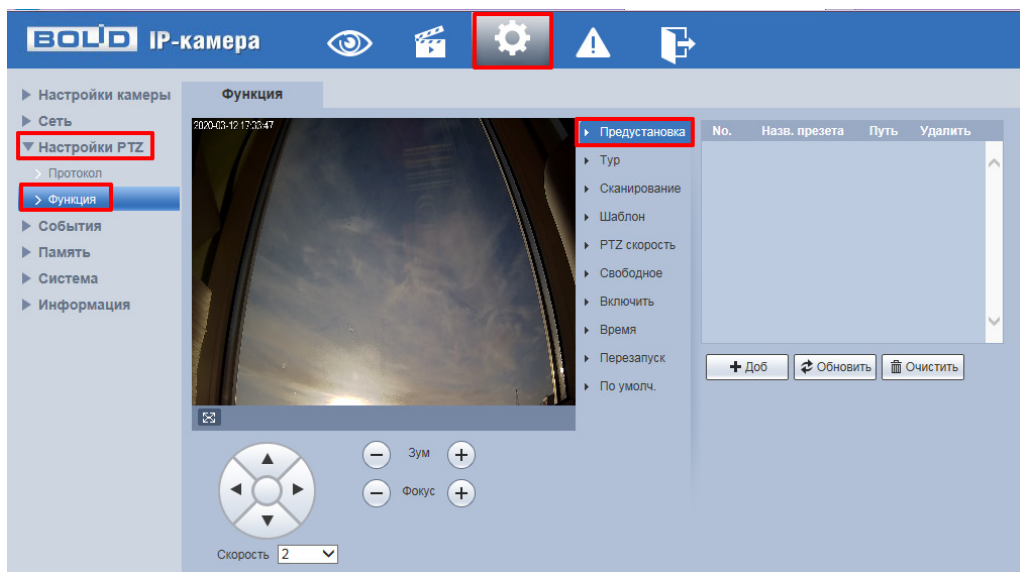 BOLID IP-камера
Настройки камеры
Сеть
Настройки PTZ
Протокол
Функция
События
Память
Система
Информация
Функция
2020-03-12 17:33:47
Предустановка
Тур
Сканирование
Шаблон
PTZ скорость
Свободное
Включить
Время
Перезапуск
По умолч.
No. Назв. презета Путь Удалить
Доб Обновить Очистить
Зум
Фокус
Скорость 2